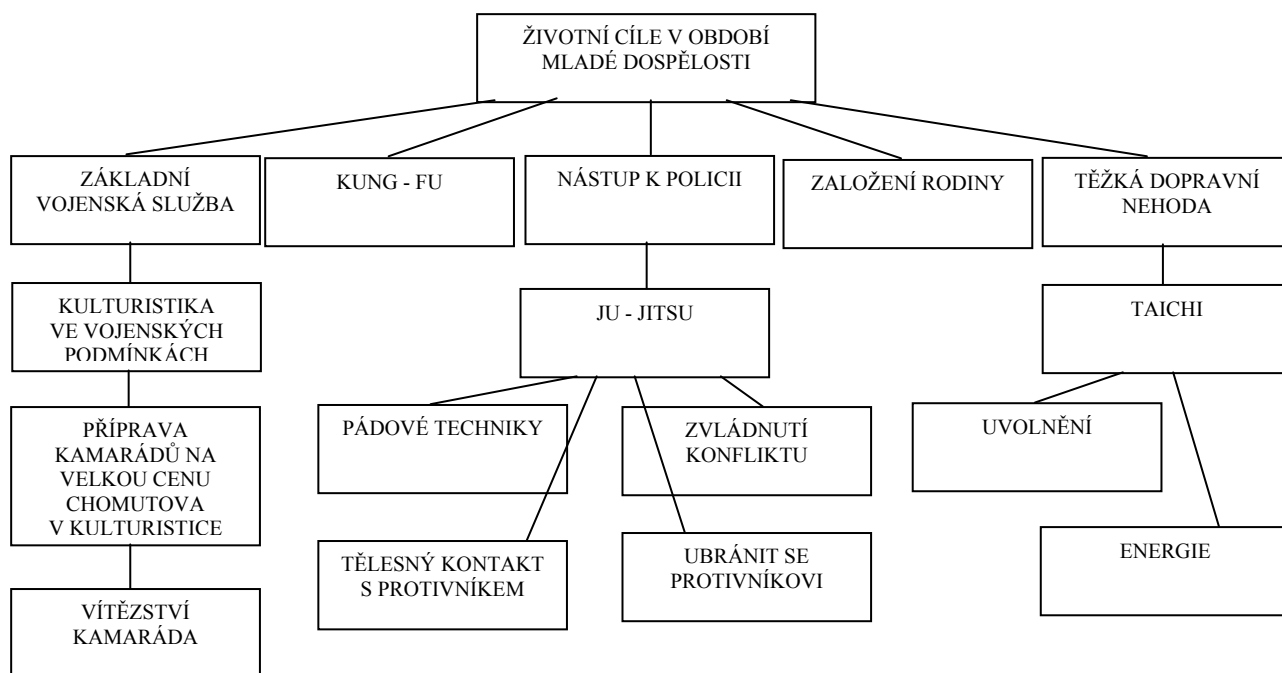 ŽIVOTNÍ CÍLE V OBDOBÍ
MLADÉ DOSPĚLOSTI
ZÁKLADNÍ
VOJENSKÁ SLUŽBA
KUNG - FU
NÁSTUP K POLICII
ZALOŽENÍ RODINY
TĚŽKÁ DOPRAVNÍ
NEHODA
KULTURISTIKA
VE VOJENSKÝCH
PODMÍNKÁCH
JU - JITSU
TAICHI
PŘÍPRAVA
KAMARÁDŮ NA
VELKOU CENU
CHOMUTOVA
V KULTURISTICE
PÁDOVÉ TECHNIKY
ZVLÁDNUTÍ
KONFLIKTU
UVOLNĚNÍ
TĚLESNÝ KONTAKT
S PROTIVNÍKEM
UBRÁNIT SE
PROTIVNÍKOVI
ENERGIE
VÍTĚZSTVÍ
KAMARÁDA